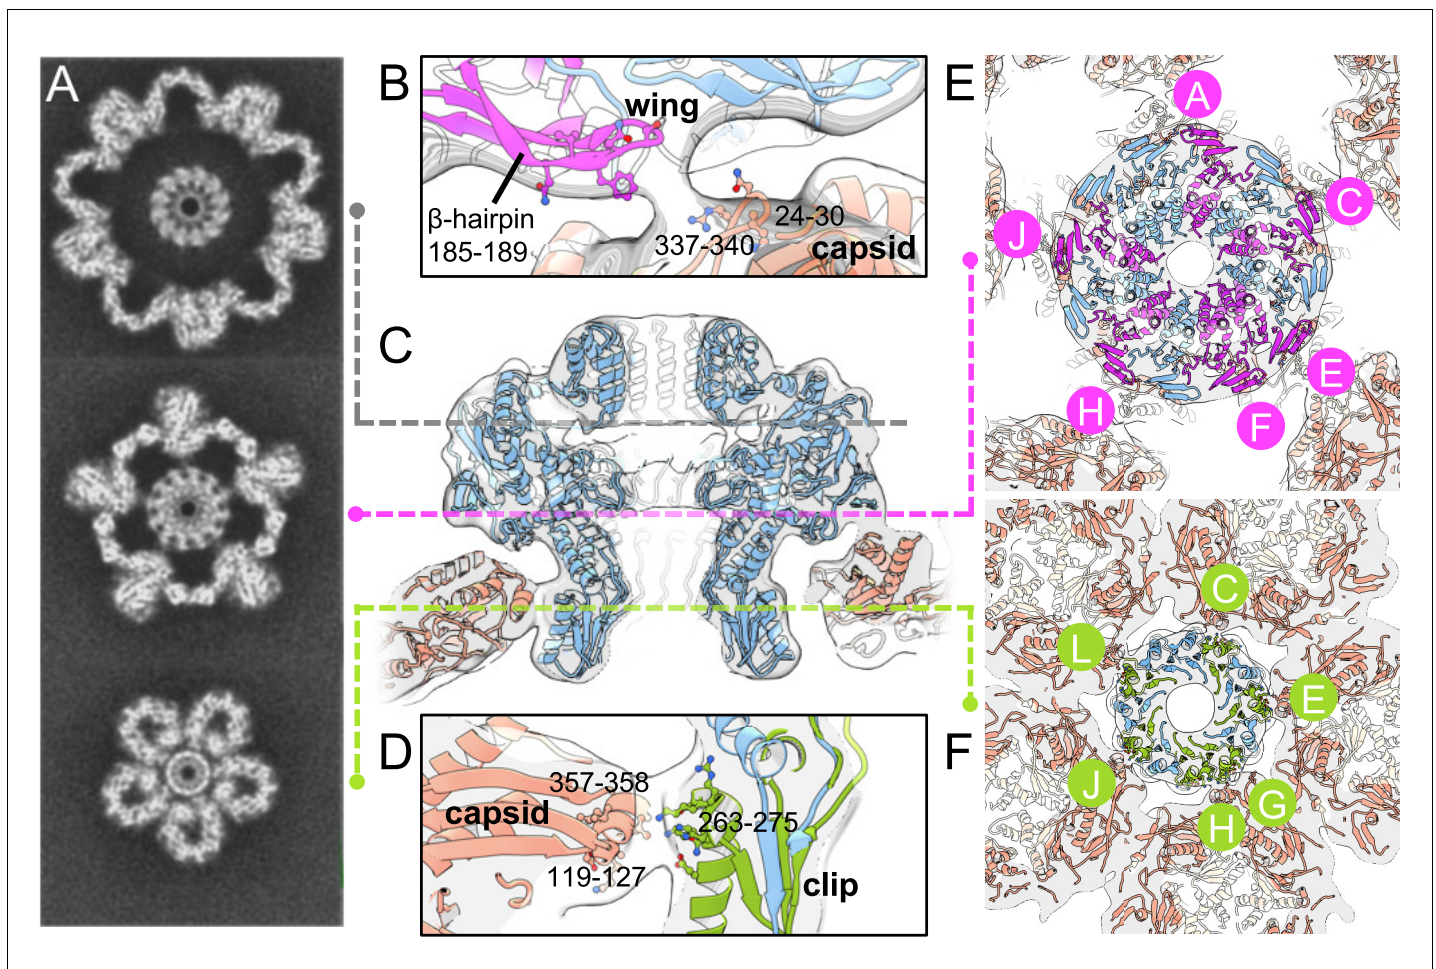 A
B
wing
β-hairpin
185-189
24-30
337-340
capsid
C
D
357-358
capsid
263-275
119-127
clip
E
A
C
J
E
H
F
F
C
L
E
J
G
H